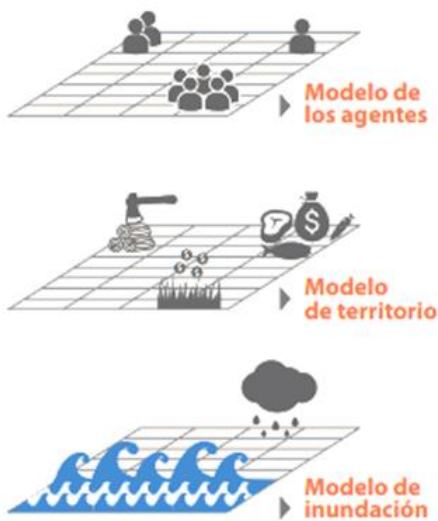 Modelo de
los agentes
$
Modelo
de territorio
Modelo de
inundación